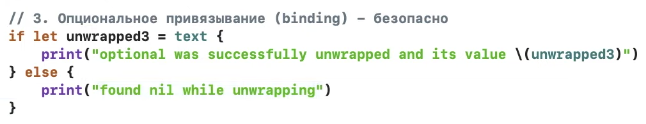 // 3. Опциональное привязывание (binding) – безопасно
if let unwrapped3 = text {
    print("optional was successfully unwrapped and its value \(unwrapped3)")
} else {
    print("found nil while unwrapping")
}